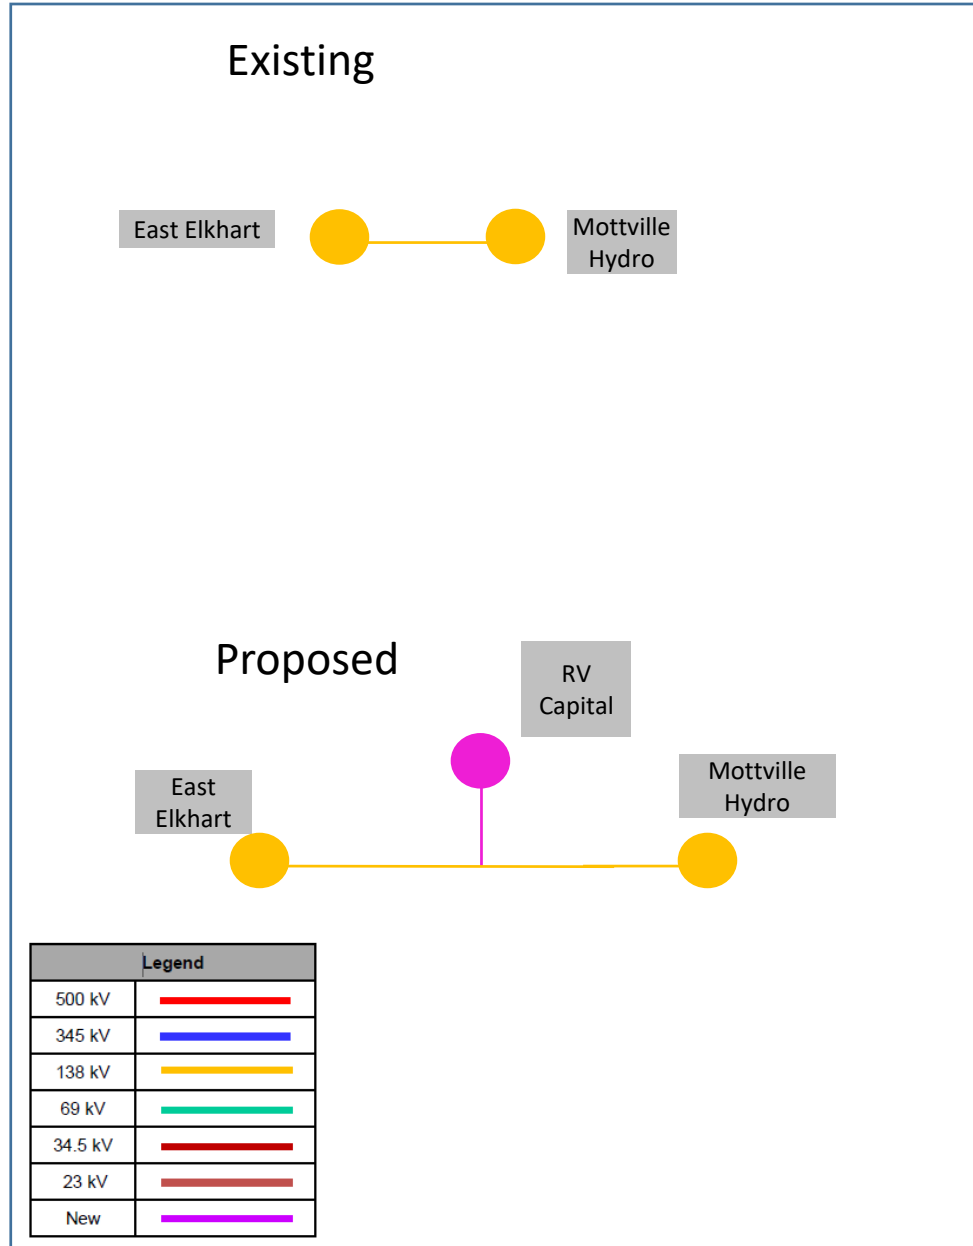 Existing
East Elkhart
Mottville
Hydro
Proposed
RV
Capital
East
Elkhart
Mottville
Hydro
Legend
500 kV
345 kV
138 kV
69 kV
34.5 kV
23 kV
New